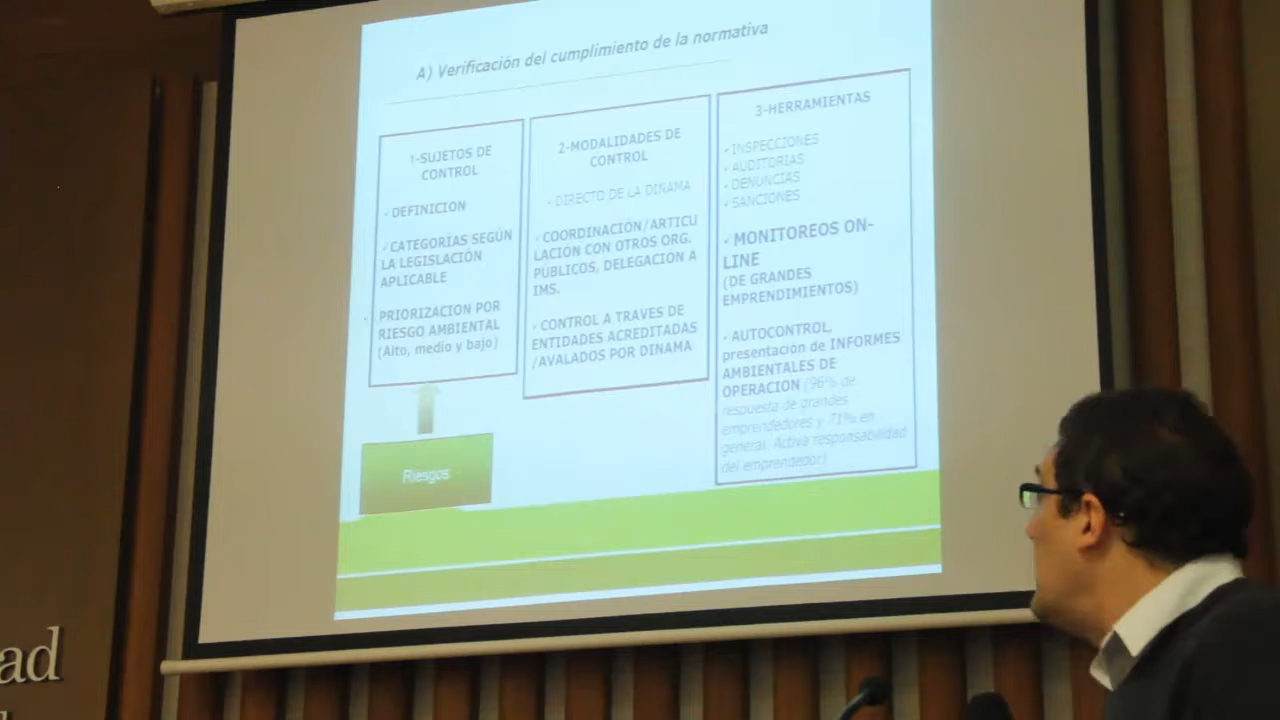 A) Verificación del cumplimiento de la normativa
1-SUJETOS DE
CONTROL
✓DEFINICION
✓CATEGORÍAS SEGÚN
LA LEGISLACIÓN
APLICABLE
✓PRIORIZACION POR
RIESGO AMBIENTAL
(Alto, medio y bajo)
Riesgos
2-MODALIDADES DE
CONTROL
✓DIRECTO DE LA DINAMA
✓COORDINACIÓN/ARTICU
LACIÓN CON OTROS ORG.
PÚBLICOS, DELEGACION A
IMS.
✓CONTROL A TRAVES DE
ENTIDADES ACREDITADAS
/AVALADOS POR DINAMA
3-HERRAMIENTAS
✓INSPECCIONES
✓AUDITORIAS
✓DENUNCIAS
✓SANCIONES
✓MONITOREOS ON-
LINE
(DE GRANDES
EMPRENDIMIENTOS)
✓AUTOCONTROL,
presentación de INFORMES
AMBIENTALES DE
OPERACION (96% de
respuesta de grandes
emprendedores y 71% en
general. Activa responsabilidad
del emprendedor)
ad